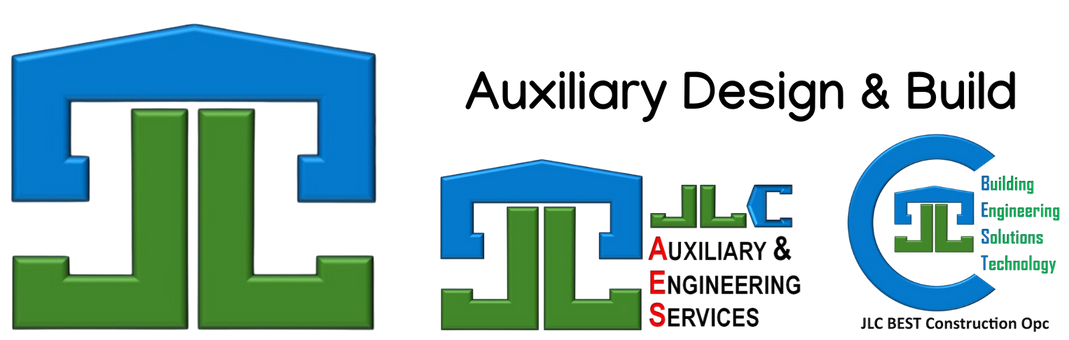 Auxiliary Design & Build
JLC
AUXILIARY &
ENGINEERING
SERVICES
Building
Engineering
Solutions
Technology
JLC BEST Construction Opc